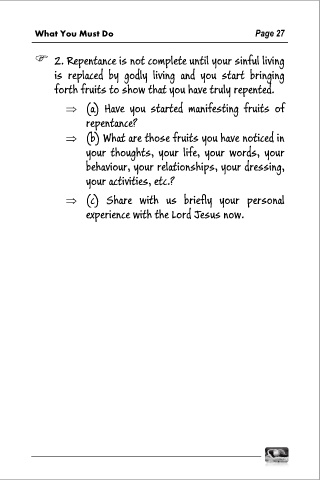 What You Must Do Page 27
☞ 2. Repentance is not complete until your sinful living
is replaced by godly living and you start bringing
forth fruits to show that you have truly repented.
⇒ (a) Have you started manifesting fruits of
repentance?
⇒ (b) What are those fruits you have noticed in
your thoughts, your life, your words, your
behaviour, your relationships, your dressing,
your activities, etc.?
⇒ (c) Share with us briefly your personal
experience with the Lord Jesus now.